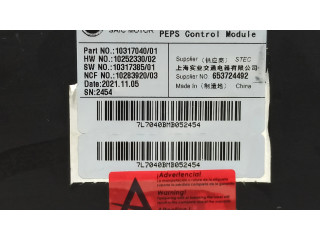 SAIC MOTOR PEPS Control Module
Part NO.:10317040/01
HW NO.:10252330/02
SW NO.:10317385/01
NCF NO.:10283920/03
Date:2021.11.05
SN:2454
Supplier (供应商) STEC
上海实业交通电器有限公司
Supplier NO 653724492
Made in (制造地) China
7L7040BMB052454
7L7040BMB052454
¡Advertencia!
Warning!